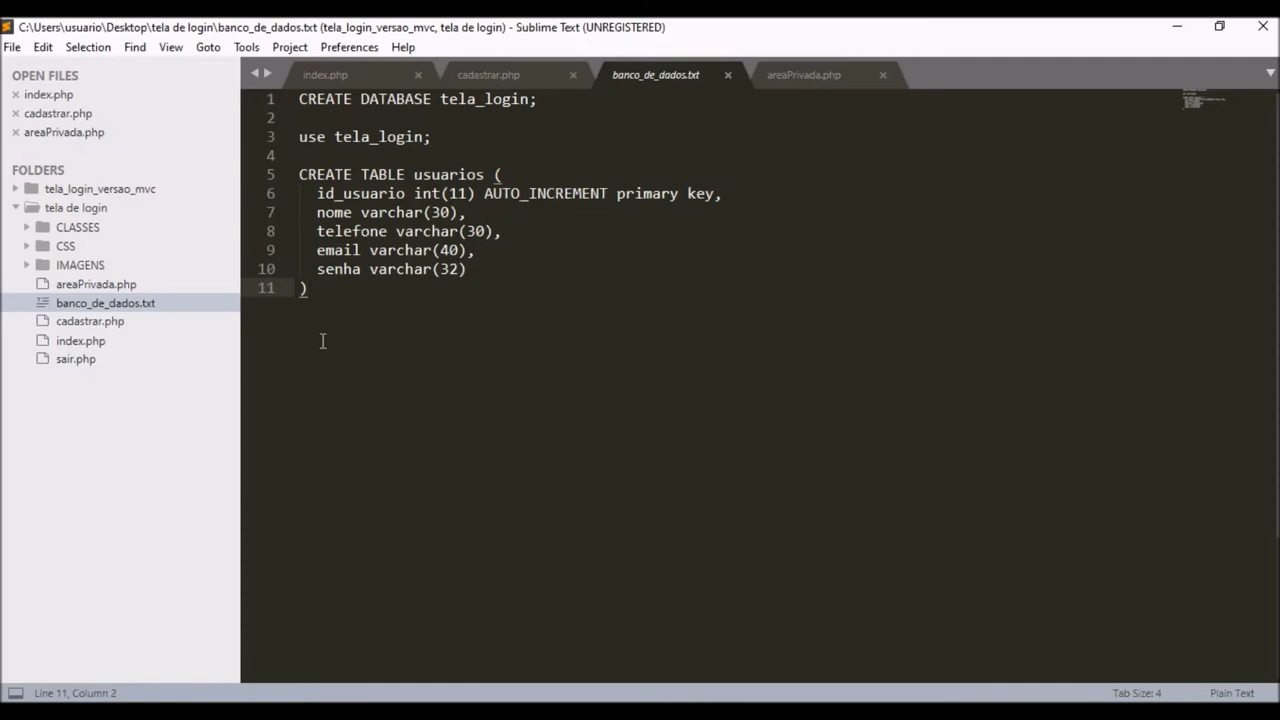 C:\Users\usuario\Desktop\tela de login\banco_de_dados.txt (tela_login_versao_mvc, tela de login) - Sublime Text (UNREGISTERED)
File Edit Selection Find View Goto Tools Project Preferences Help
OPEN FILES
index.php
cadastrar.php
areaPrivada.php
FOLDERS
tela_login_versao_mvc
tela de login
CLASSES
CSS
IMAGENS
areaPrivada.php
banco_de_dados.txt
cadastrar.php
index.php
sair.php
index.php cadastrar.php banco_de_dados.txt areaPrivada.php
1 CREATE DATABASE tela_login;
2
3 use tela_login;
4
5 CREATE TABLE usuarios (
6 id_usuario int(11) AUTO_INCREMENT primary key,
7 nome varchar(30),
8 telefone varchar(30),
9 email varchar(40),
10 senha varchar(32)
11 )
Line 11, Column 2 Tab Size: 4 Plain Text